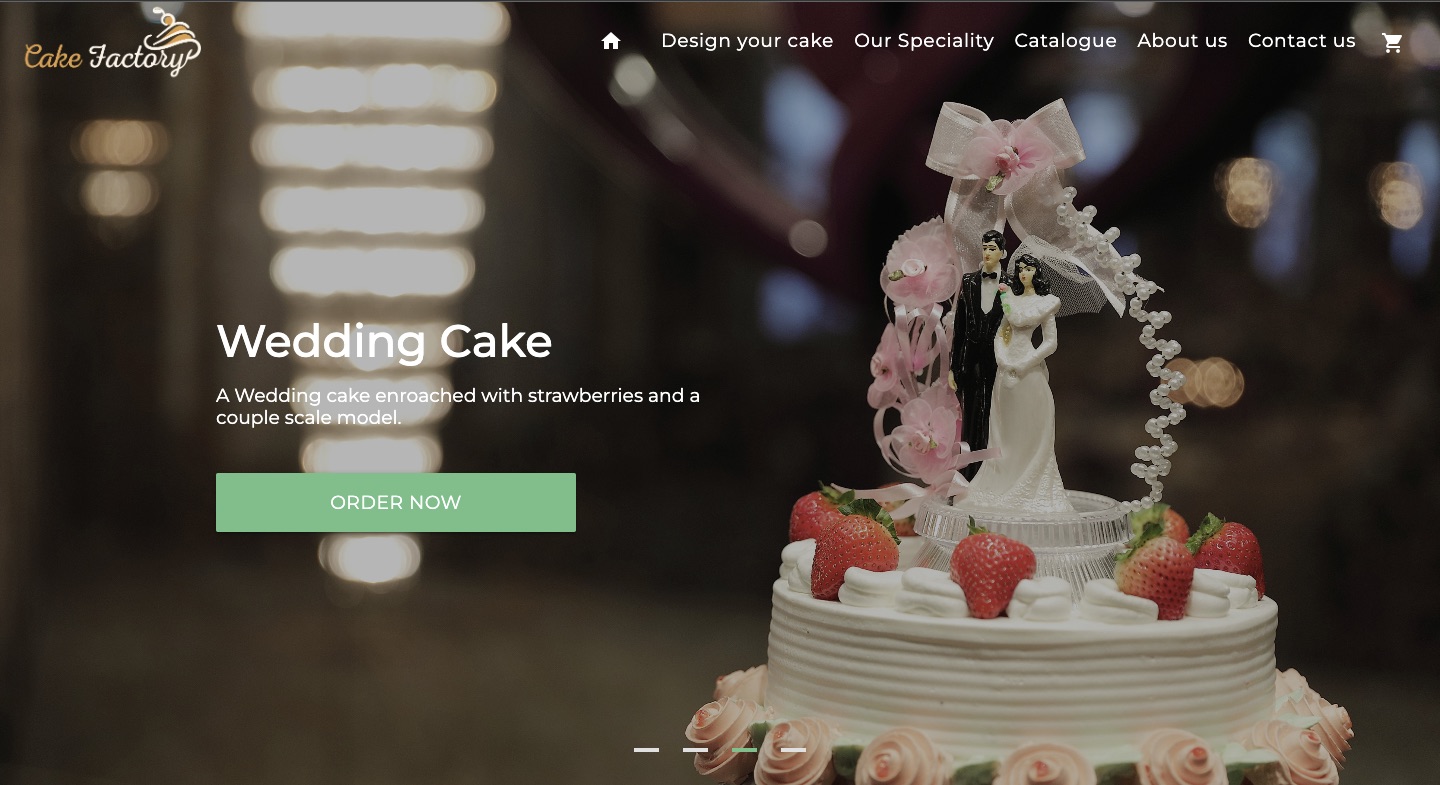 Cake Factory
Design your cake Our Speciality Catalogue About us Contact us
Wedding Cake
A Wedding cake enroached with strawberries and a
couple scale model.
ORDER NOW